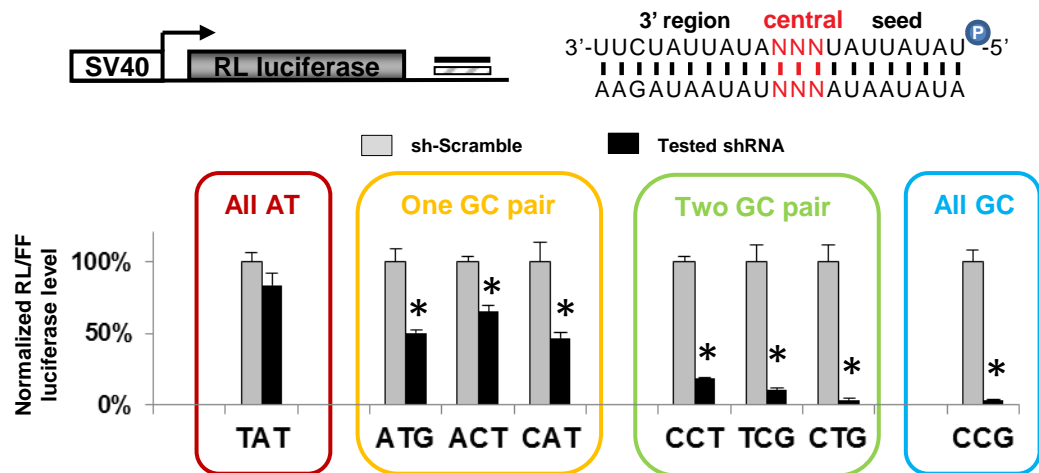 SV40
RL luciferase
3’ region central seed
P
3’-UUCUAUUAUANNNUAUUAUAU -5’
AAGAUAAUAUNNNAUAAUAUA
sh-Scramble Tested shRNA
All AT
One GC pair
Two GC pair
All GC
Normalized RL/FF
luciferase level
100%
50%
0%
* * * * * * *
TAT ATG ACT CAT CCT TCG CTG CCG